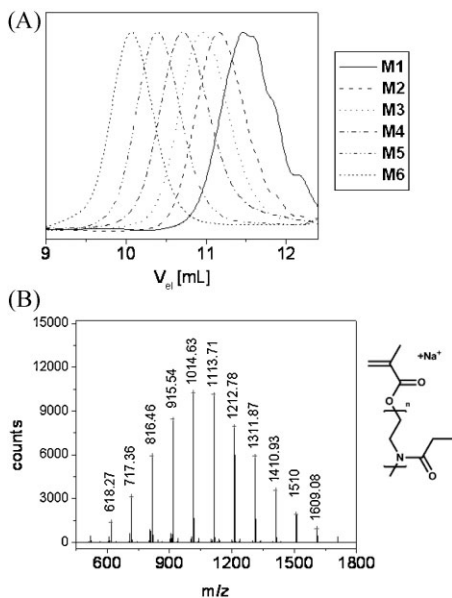 (A)
M1
M2
M3
M4
M5
M6
9 10 11 12
V_el [mL]
(B)
15000
12000
9000
6000
3000
0
counts
618.27
717.36
816.46
915.54
1014.63
1113.71
1212.78
1311.87
1410.93
1510
1609.08
600 900 1200 1500 1800
m/z
+Na⁺
O
O
n
N
O